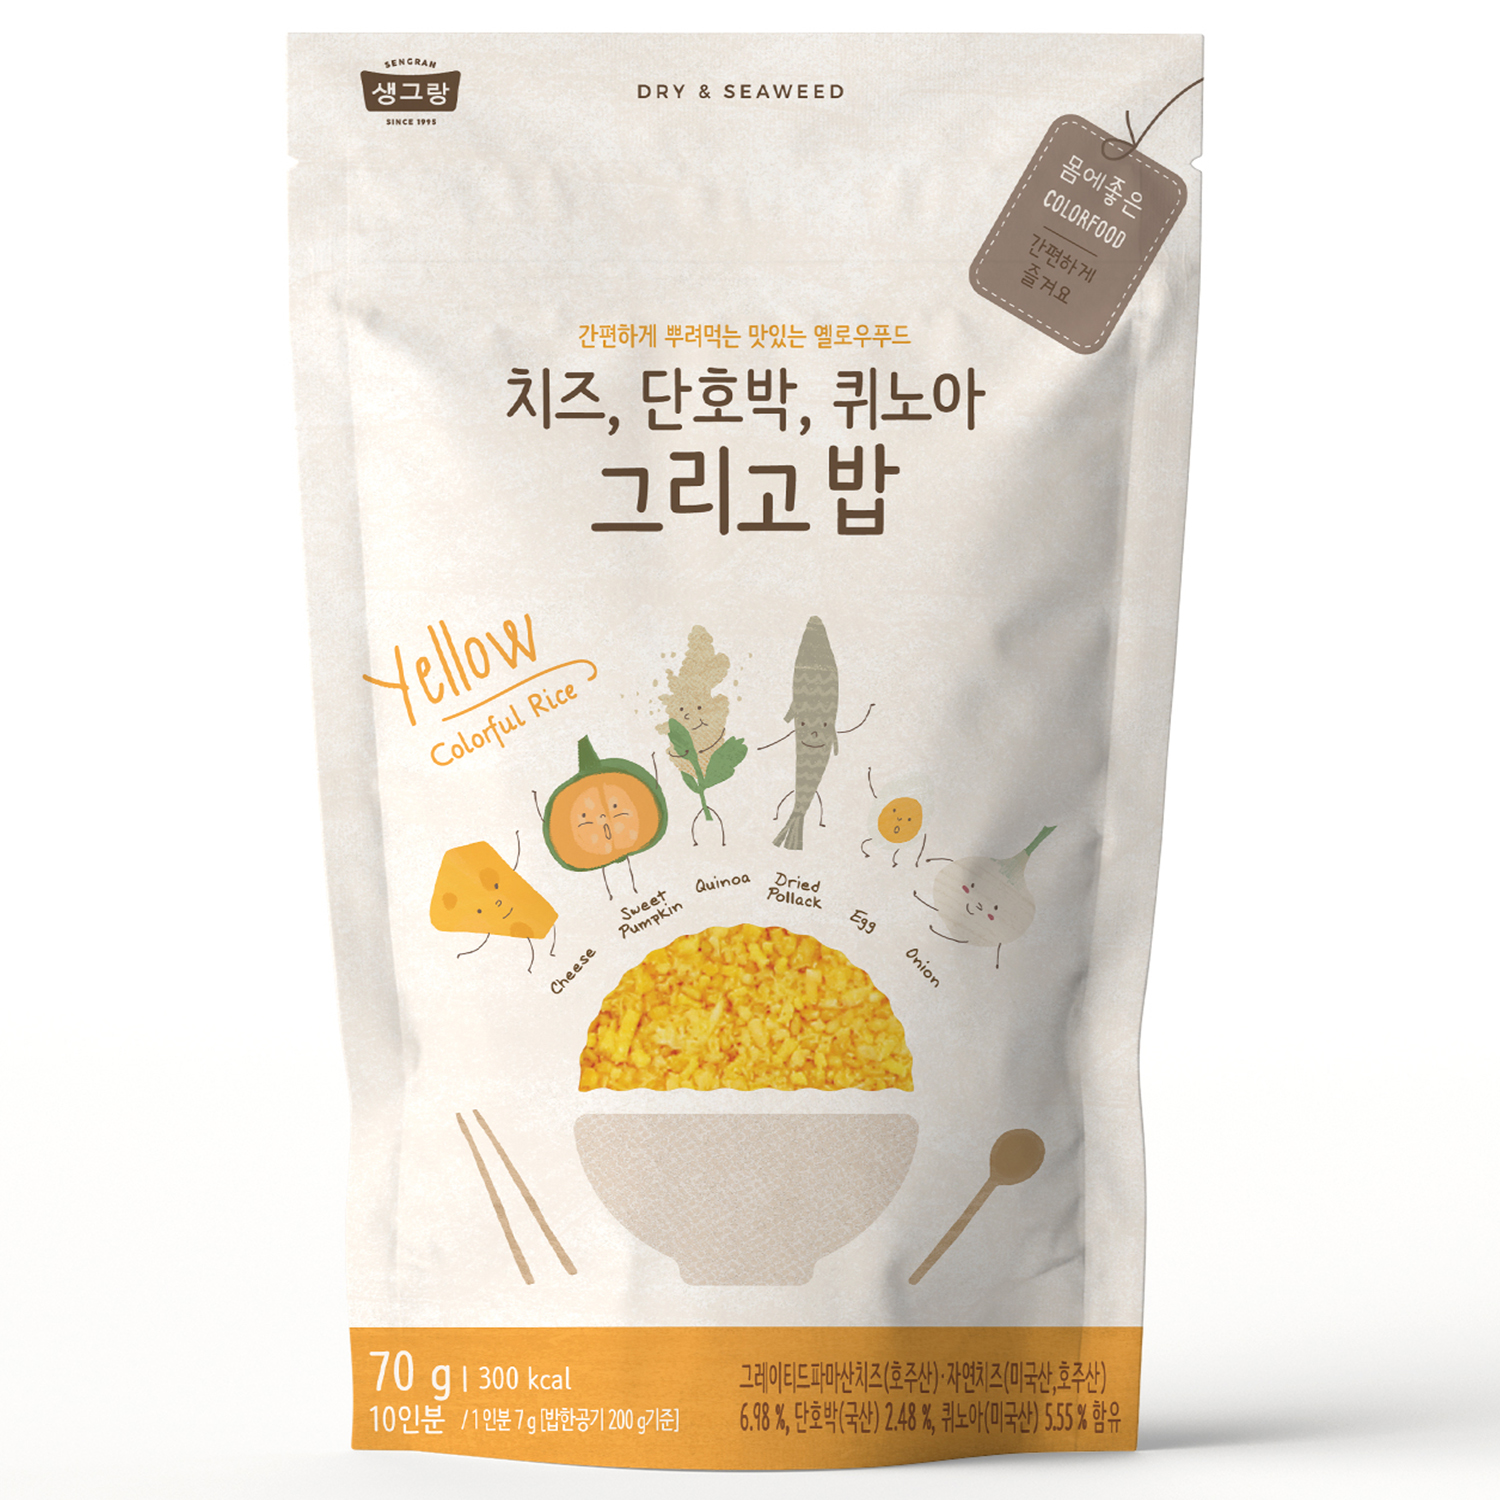 SENGRAN
생그랑
SINCE 1995
DRY & SEAWEED
몸에좋은
COLORFOOD
간편하게
즐겨요
간편하게 뿌려먹는 맛있는 옐로우푸드
치즈, 단호박, 퀴노아
그리고 밥
Yellow
Colorful Rice
Cheese
Sweet
Pumpkin
Quinoa
Dried
Pollack
Egg
Onion
70 g | 300 kcal
10인분 / 1인분 7 g [밥한공기 200 g기준]
그레이티드파마산치즈(호주산)·자연치즈(미국산,호주산)
6.98 %, 단호박(국산) 2.48 %, 퀴노아(미국산) 5.55 % 함유